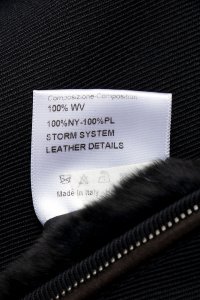 Composizione Composition
100% WV
100%NY-100%PL
STORM SYSTEM
LEATHER DETAILS
Made in Italy